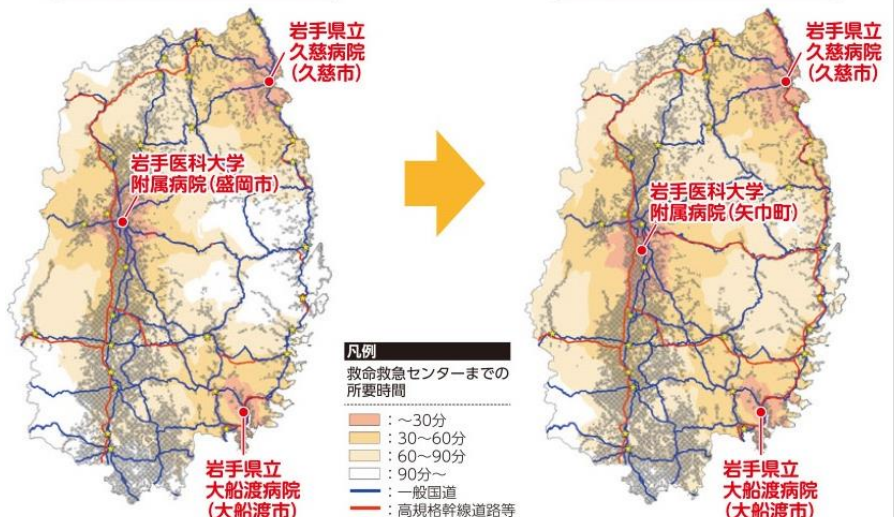 岩手県立
久慈病院
(久慈市)
岩手医科大学
附属病院(盛岡市)
岩手県立
大船渡病院
(大船渡市)
凡例
救命救急センターまでの
所要時間
:～30分
:30～60分
:60～90分
:90分～
:一般国道
:高規格幹線道路等
岩手県立
久慈病院
(久慈市)
岩手医科大学
附属病院(矢巾町)
岩手県立
大船渡病院
(大船渡市)